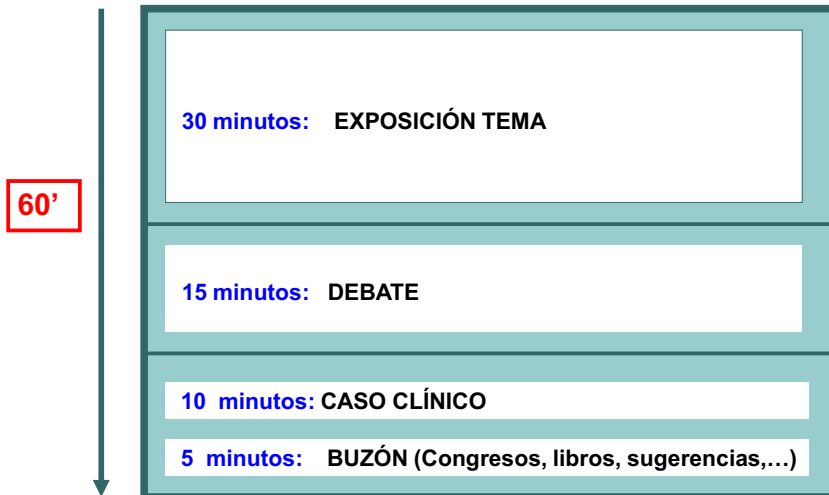 60’
30 minutos: EXPOSICIÓN TEMA
15 minutos: DEBATE
10 minutos: CASO CLÍNICO
5 minutos: BUZÓN (Congresos, libros, sugerencias,…)